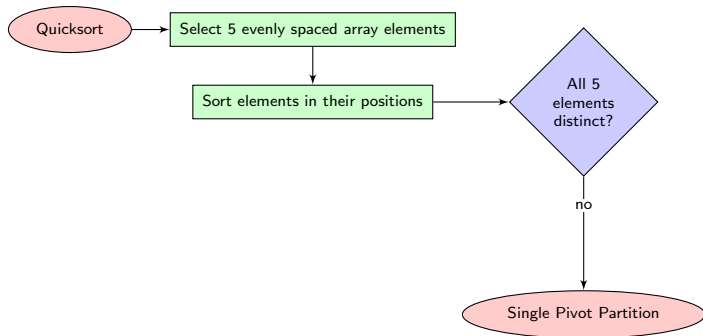 Quicksort
Select 5 evenly spaced array elements
Sort elements in their positions
All 5
elements
distinct?
no
Single Pivot Partition